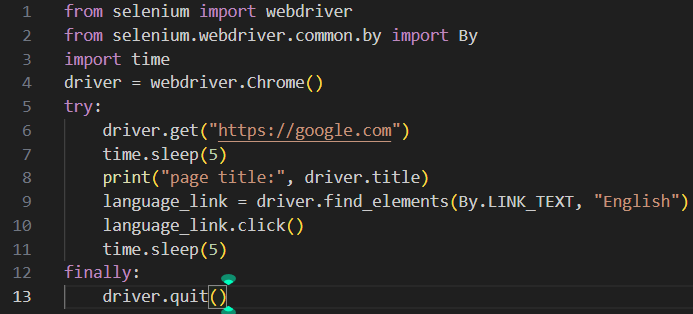 1 from selenium import webdriver
2 from selenium.webdriver.common.by import By
3 import time
4 driver = webdriver.Chrome()
5 try:
6     driver.get("https://google.com")
7     time.sleep(5)
8     print("page title:", driver.title)
9     language_link = driver.find_elements(By.LINK_TEXT, "English")
10     language_link.click()
11     time.sleep(5)
12 finally:
13     driver.quit()